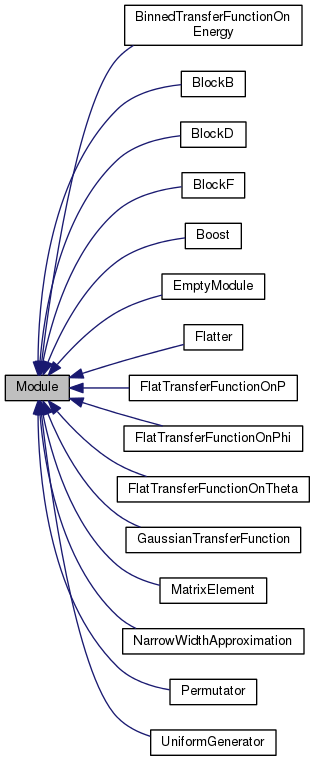 BinnedTransferFunctionOn
Energy
BlockB
BlockD
BlockF
Boost
EmptyModule
Flatter
Module
FlatTransferFunctionOnP
FlatTransferFunctionOnPhi
FlatTransferFunctionOnTheta
GaussianTransferFunction
MatrixElement
NarrowWidthApproximation
Permutator
UniformGenerator